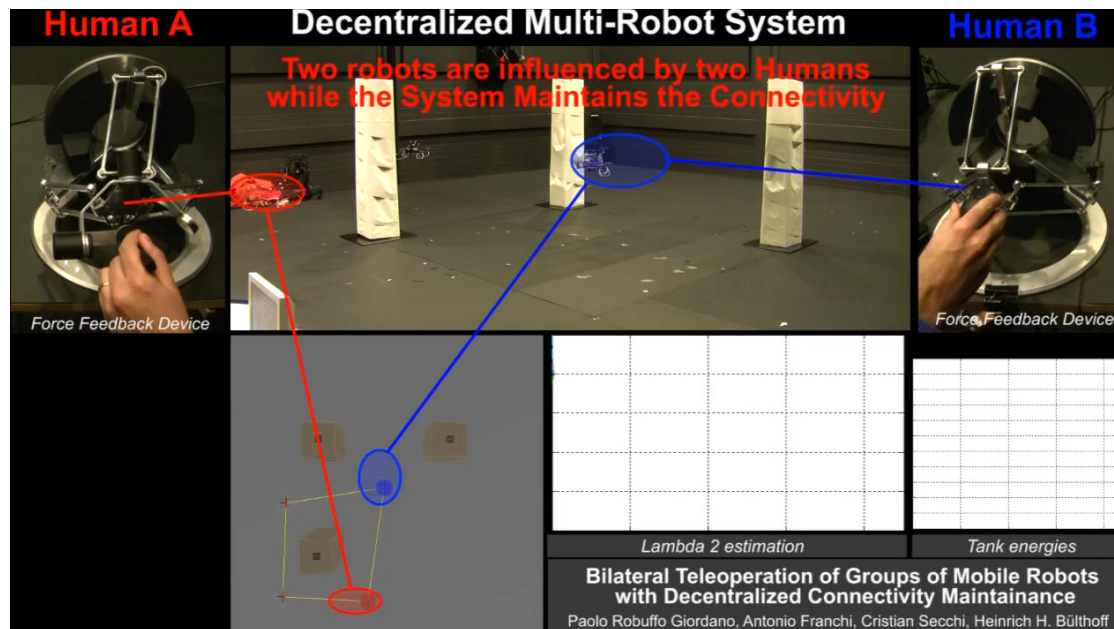 Human A
Decentralized Multi-Robot System
Human B
Two robots are influenced by two Humans
while the System Maintains the Connectivity
Force Feedback Device
Force Feedback Device
Lambda 2 estimation
Tank energies
Bilateral Teleoperation of Groups of Mobile Robots
with Decentralized Connectivity Maintainance
Paolo Robuffo Giordano, Antonio Franchi, Cristian Secchi, Heinrich H. Bülthoff